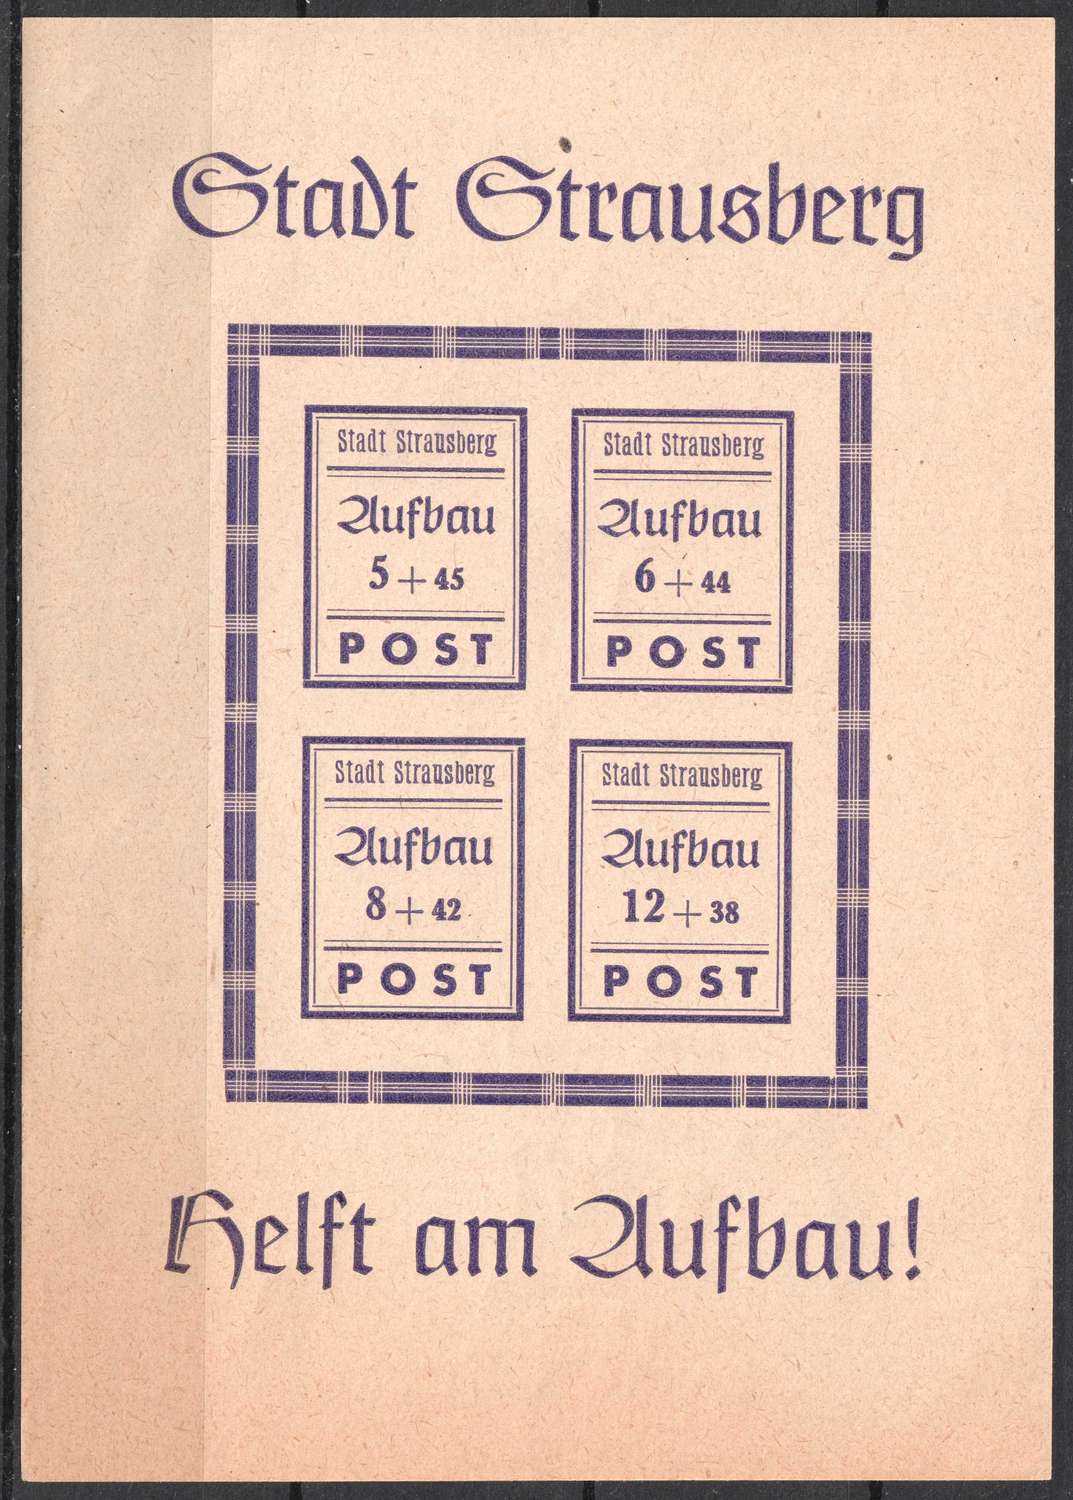 Stadt Strausberg
Stadt Strausberg
Aufbau
5 + 45
POST
Stadt Strausberg
Aufbau
6 + 44
POST
Stadt Strausberg
Aufbau
8 + 42
POST
Stadt Strausberg
Aufbau
12 + 38
POST
Helft am Aufbau!